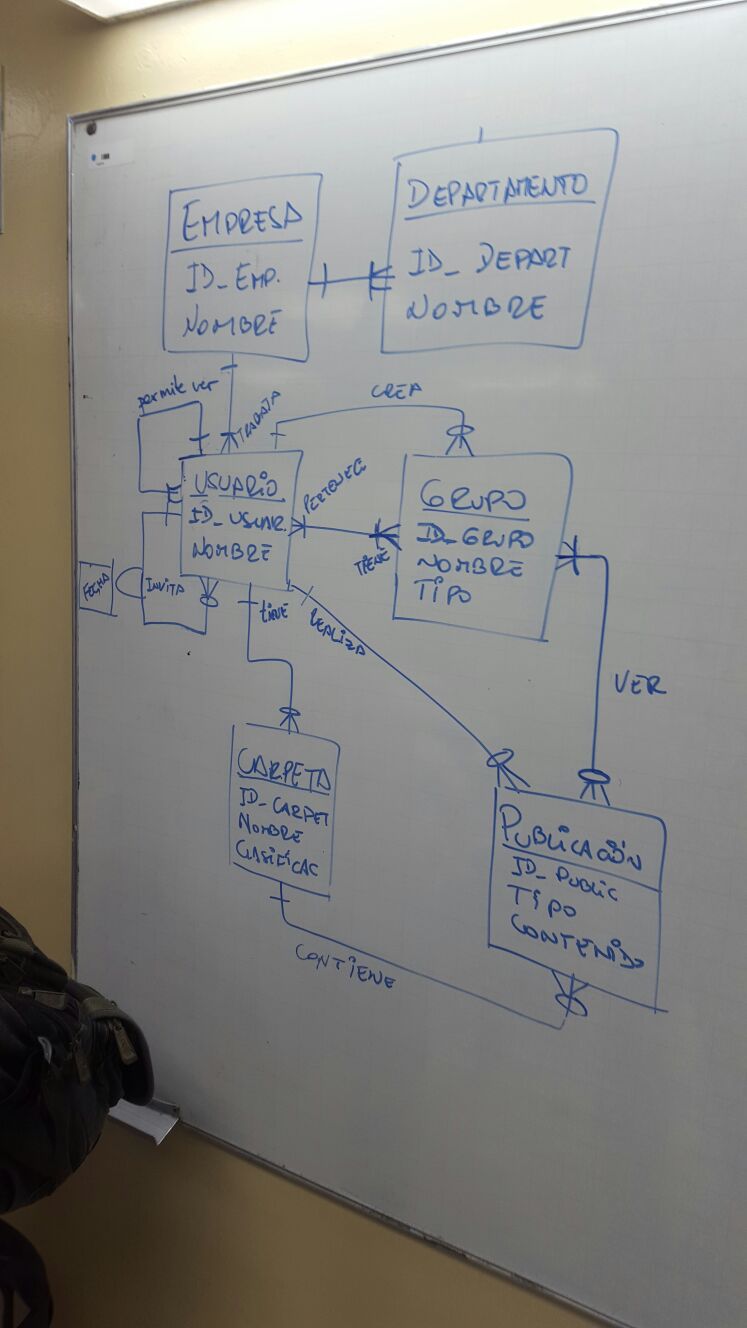 EMPRESA
ID_EMP.
NOMBRE
DEPARTAMENTO
ID_DEPART
NOMBRE
permite ver
TRABAJA
CREA
USUARIO
ID_USUAR.
NOMBRE
PERTENECE
TIENE
GRUPO
ID_GRUPO
NOMBRE
TIPO
FECHA
INVITA
tiene
REALIZA
VER
CARPETA
ID_CARPET
NOMBRE
CLASIFICAC
PUBLICACIÓN
ID_PUBLIC
TIPO
CONTENIDO
CONTIENE